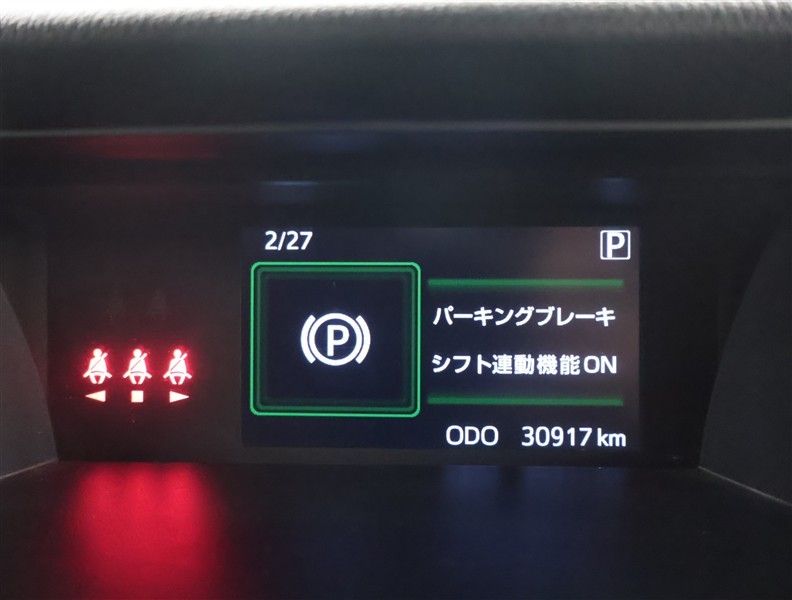 2/27
P
P
パーキングブレーキ
シフト連動機能ON
ODO 30917 km